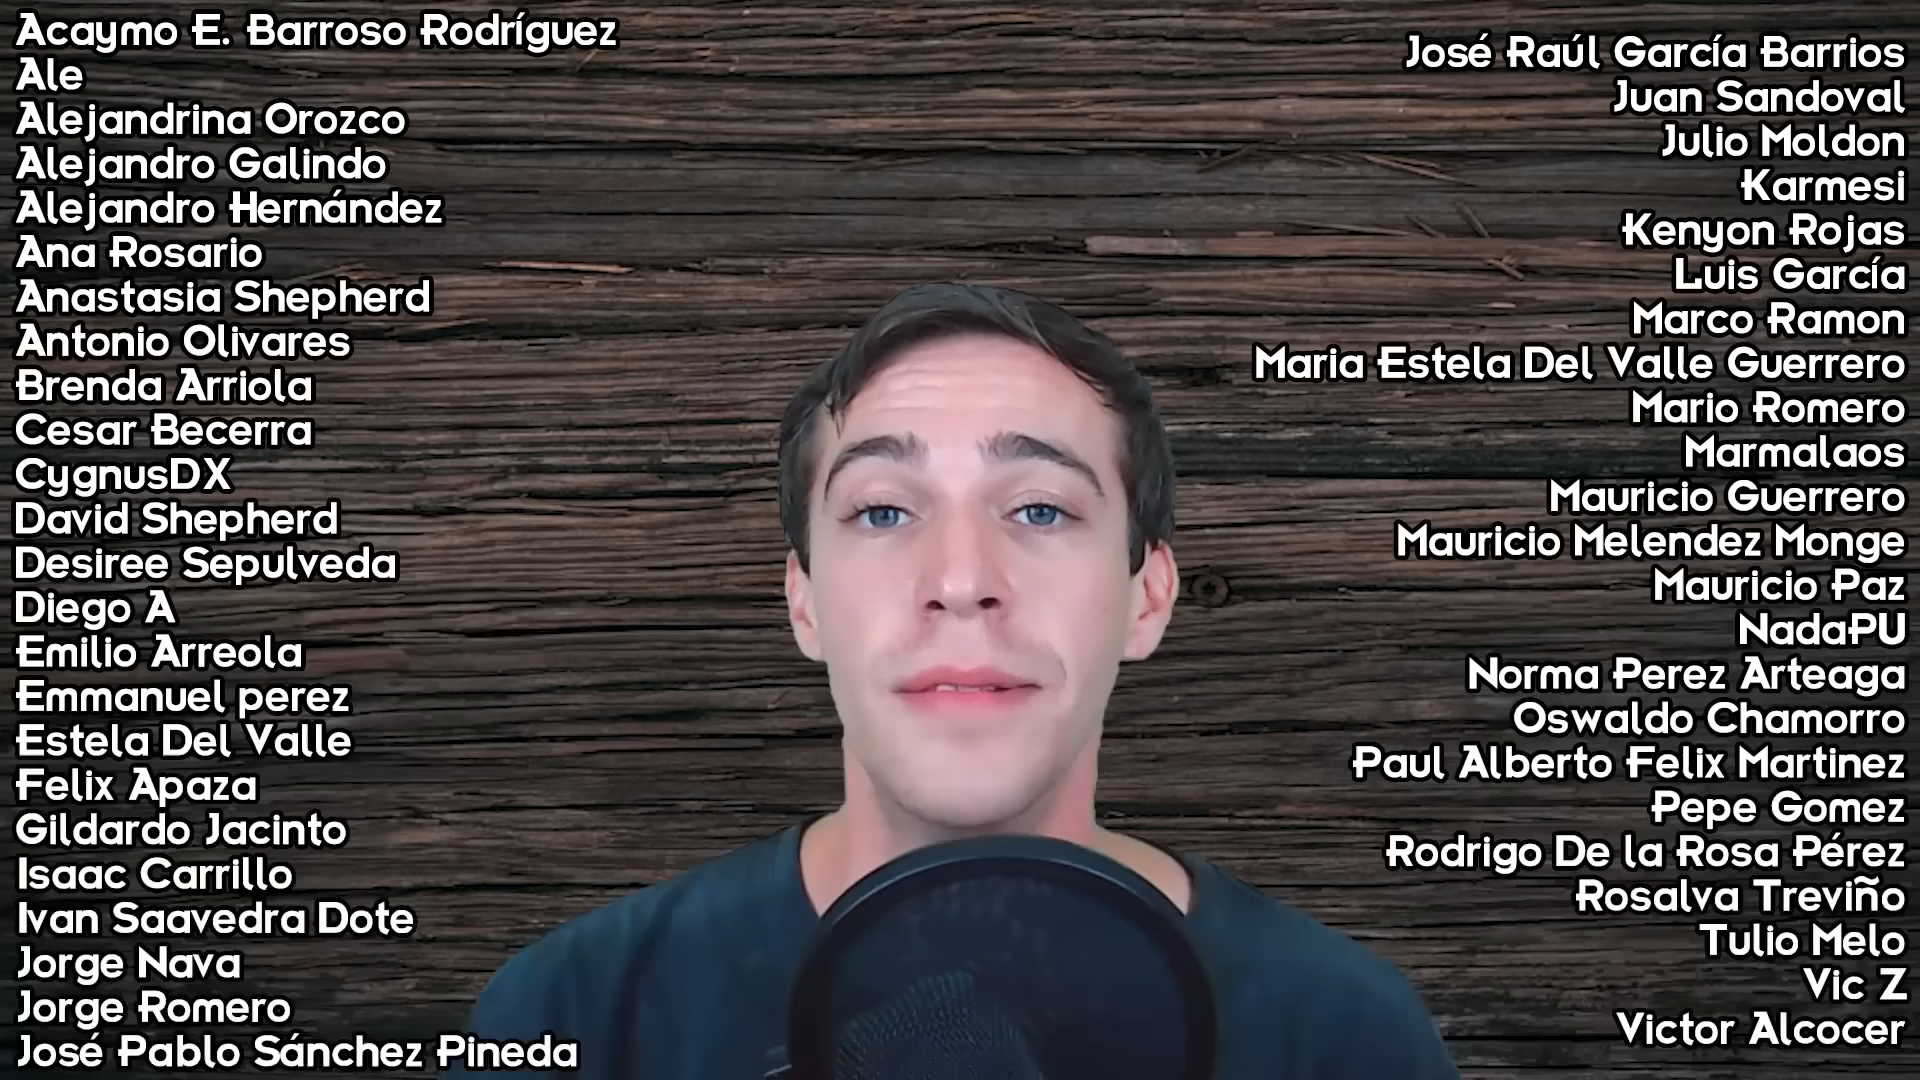 Acaymo E. Barroso Rodríguez
Ale
Alejandrina Orozco
Alejandro Galindo
Alejandro Hernández
Ana Rosario
Anastasia Shepherd
Antonio Olivares
Brenda Arriola
Cesar Becerra
CygnusDX
David Shepherd
Desiree Sepulveda
Diego A
Emilio Arreola
Emmanuel perez
Estela Del Valle
Felix Apaza
Gildardo Jacinto
Isaac Carrillo
Ivan Saavedra Dote
Jorge Nava
Jorge Romero
José Pablo Sánchez Pineda
José Raúl García Barrios
Juan Sandoval
Julio Moldon
Karmesi
Kenyon Rojas
Luis García
Marco Ramon
Maria Estela Del Valle Guerrero
Mario Romero
Marmalaos
Mauricio Guerrero
Mauricio Melendez Monge
Mauricio Paz
NadaPU
Norma Perez Arteaga
Oswaldo Chamorro
Paul Alberto Felix Martinez
Pepe Gomez
Rodrigo De la Rosa Pérez
Rosalva Treviño
Tulio Melo
Vic Z
Victor Alcocer